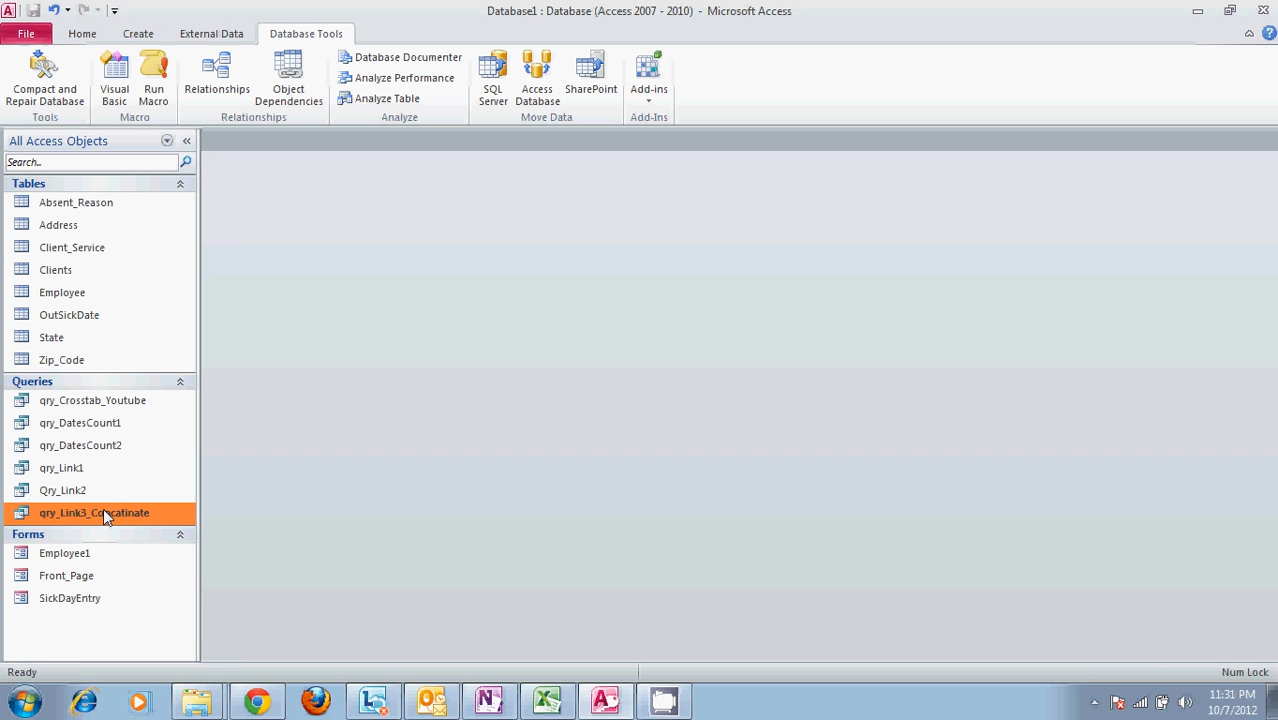 Database1 : Database (Access 2007 - 2010) - Microsoft Access
File Home Create External Data Database Tools
Compact and Repair Database
Visual Basic
Run Macro
Relationships
Object Dependencies
Database Documenter
Analyze Performance
Analyze Table
SQL Server
Access Database
SharePoint
Add-ins
Tools Macro Relationships Analyze Move Data Add-Ins
All Access Objects
Search..
Tables
Absent_Reason
Address
Client_Service
Clients
Employee
OutSickDate
State
Zip_Code
Queries
qry_Crosstab_Youtube
qry_DatesCount1
qry_DatesCount2
qry_Link1
Qry_Link2
qry_Link3_Concatinate
Forms
Employee1
Front_Page
SickDayEntry
Ready Num Lock
11:31 PM
10/7/2012